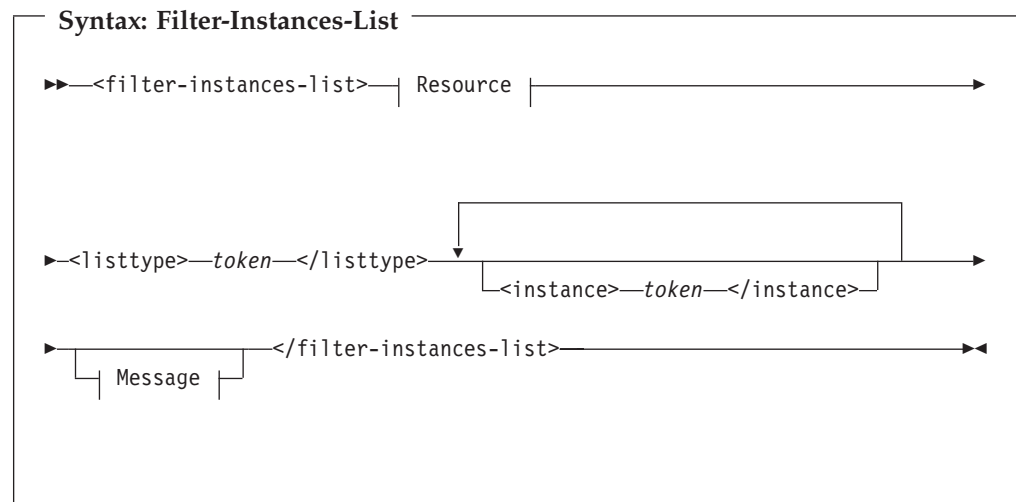 Syntax: Filter-Instances-List
<filter-instances-list> Resource
<listtype> token </listtype>
<instance> token </instance>
</filter-instances-list>
Message